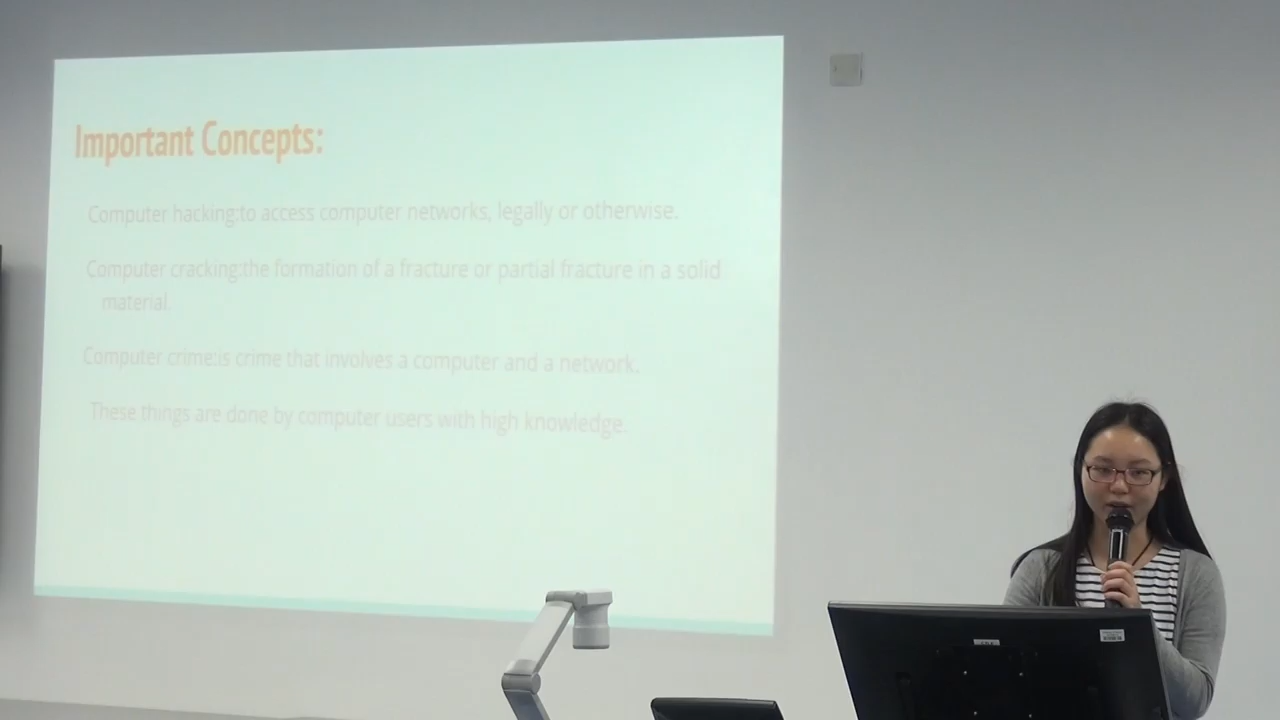 Important Concepts:
Computer hacking:to access computer networks, legally or otherwise.
Computer cracking:the formation of a fracture or partial fracture in a solid
material.
Computer crime:is crime that involves a computer and a network.
These things are done by computer users with high knowledge.